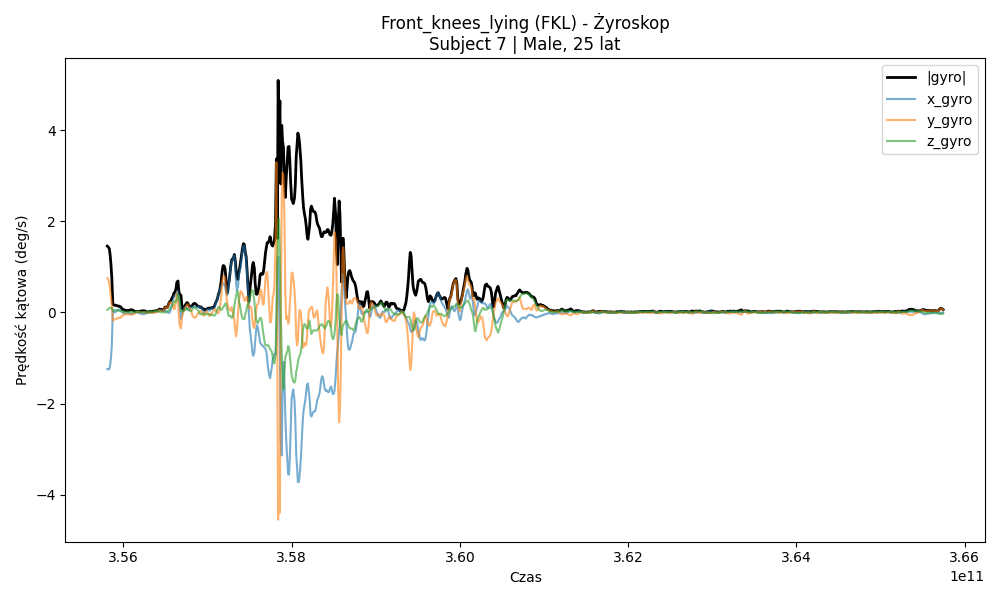 Front_knees_lying (FKL) - Żyroskop
Subject 7 | Male, 25 lat
|gyro|
x_gyro
y_gyro
z_gyro
Prędkość kątowa (deg/s)
4
2
0
−2
−4
3.56
3.58
3.60
3.62
3.64
3.66
1e11
Czas